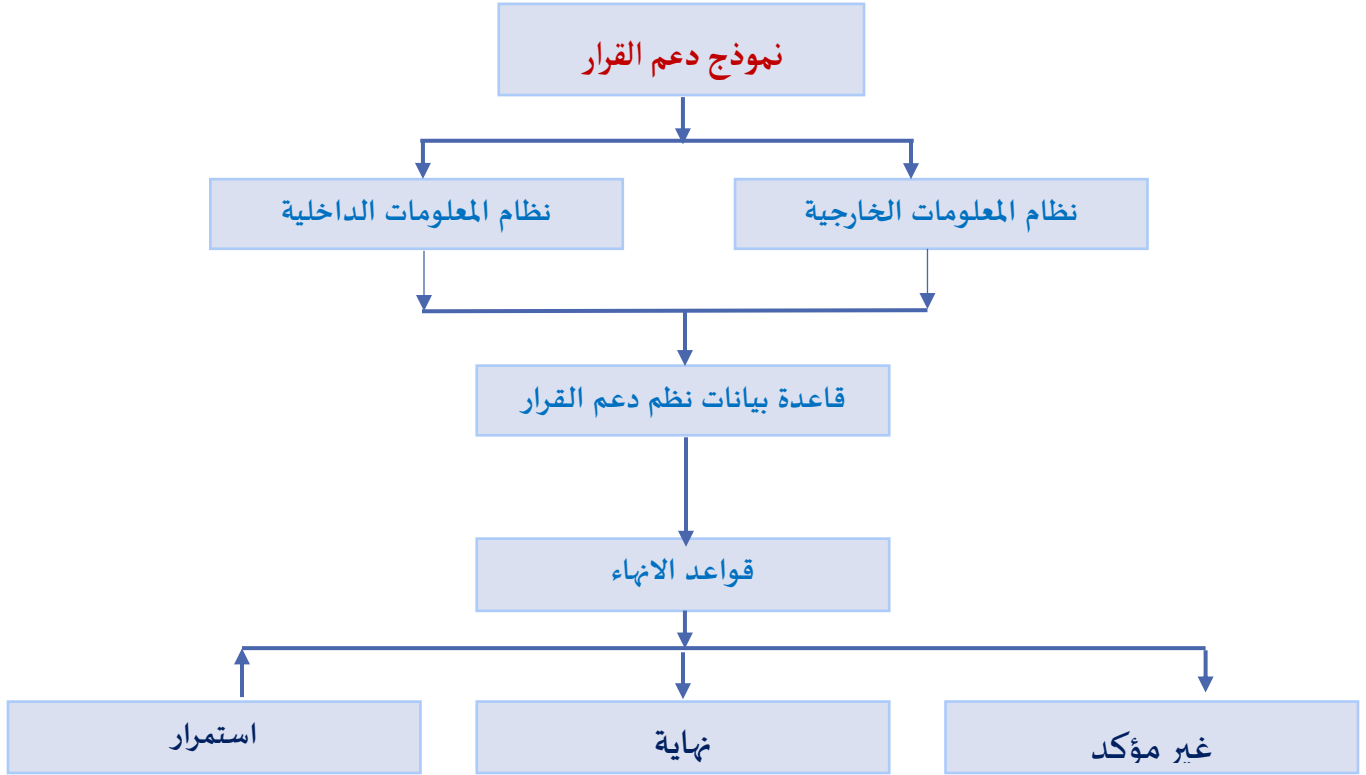 نموذج دعم القرار
نظام المعلومات الخارجية
نظام المعلومات الداخلية
قاعدة بيانات نظم دعم القرار
قواعد الانهاء
غير مؤكد
نهاية
استمرار